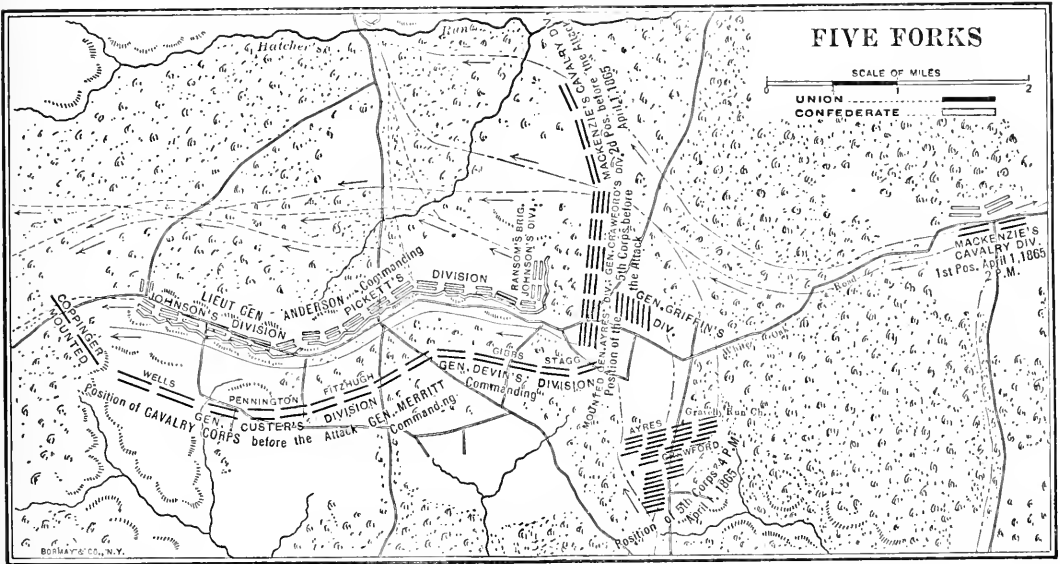 FIVE FORKS
SCALE OF MILES
0 1 2
UNION
CONFEDERATE
Hatcher's Run
MACKENZIE'S CAVALRY DIV.
2d Pos. before the Attack
April 1, 1865
GEN. CRAWFORD'S DIV.
GEN. AYRES' DIV.
Position of the 5th Corps before
the Attack
MOUNTED
GEN. GRIFFIN'S
DIV.
MACKENZIE'S
CAVALRY DIV.
1st Pos. April 1, 1865
2 P.M.
White Oak Road
RANSOM'S BRIG.
JOHNSON'S DIV.
LIEUT. GEN. ANDERSON Commanding
JOHNSON'S DIVISION
PICKETT'S DIVISION
COPPINGER
MOUNTED
WELLS
PENNINGTON
FITZHUGH
GIBBS
STAGG
GEN. CUSTER'S DIVISION
GEN. DEVIN'S DIVISION
Commanding
Position of CAVALRY CORPS before the Attack GEN. MERRITT
Commanding
Gravelly Run Ch.
AYRES
CRAWFORD
Position of 5th Corps 4 P.M.
April 1, 1865
BORMAY & CO., N.Y.